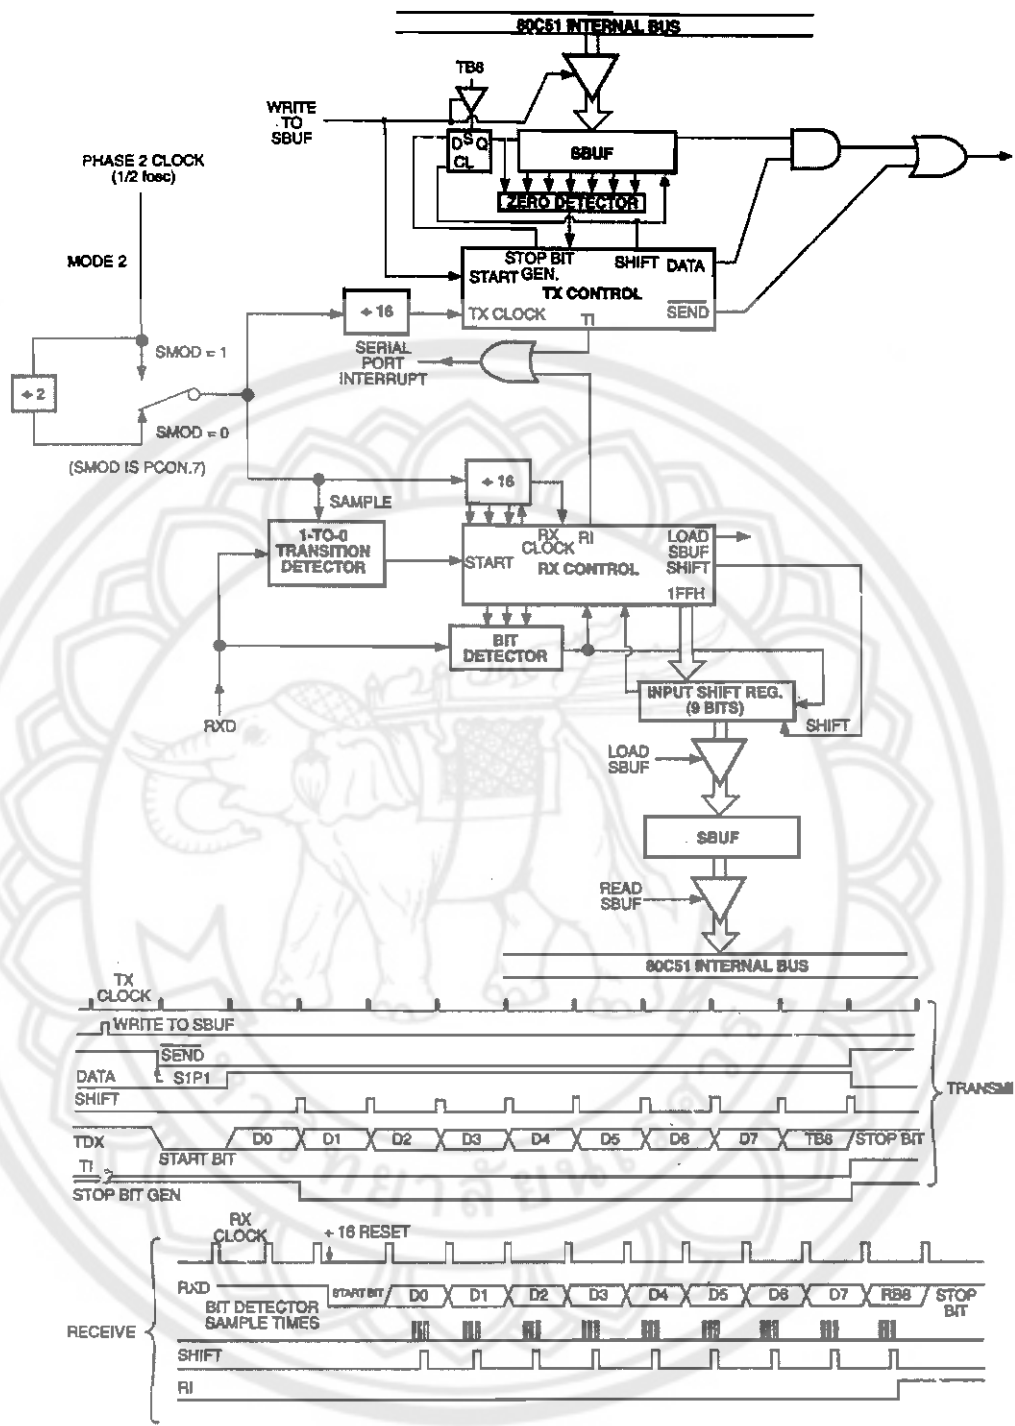 80C51 INTERNAL BUS
TB8
WRITE
TO
SBUF
D S Q
CL
SBUF
PHASE 2 CLOCK
(1/2 fosc)
ZERO DETECTOR
MODE 2
STOP BIT
GEN.
SHIFT
DATA
START
TX CONTROL
TX CLOCK
TI
SEND
÷ 16
SERIAL
PORT
INTERRUPT
SMOD = 1
÷ 2
SMOD = 0
(SMOD IS PCON.7)
SAMPLE
÷ 16
1-TO-0
TRANSITION
DETECTOR
RX
CLOCK
RI
LOAD
SBUF
START
RX CONTROL
SHIFT
1FFH
BIT
DETECTOR
INPUT SHIFT REG.
(9 BITS)
RXD
SHIFT
LOAD
SBUF
SBUF
READ
SBUF
80C51 INTERNAL BUS
TX
CLOCK
WRITE TO SBUF
SEND
DATA
S1P1
TRANSMI
SHIFT
TDX
START BIT
D0 D1 D2 D3 D4 D5 D6 D7 TB8 STOP BIT
TI
STOP BIT GEN
RX
CLOCK
÷ 16 RESET
RXD
START BIT D0 D1 D2 D3 D4 D5 D6 D7 RB8 STOP
BIT
BIT DETECTOR
SAMPLE TIMES
RECEIVE
SHIFT
RI